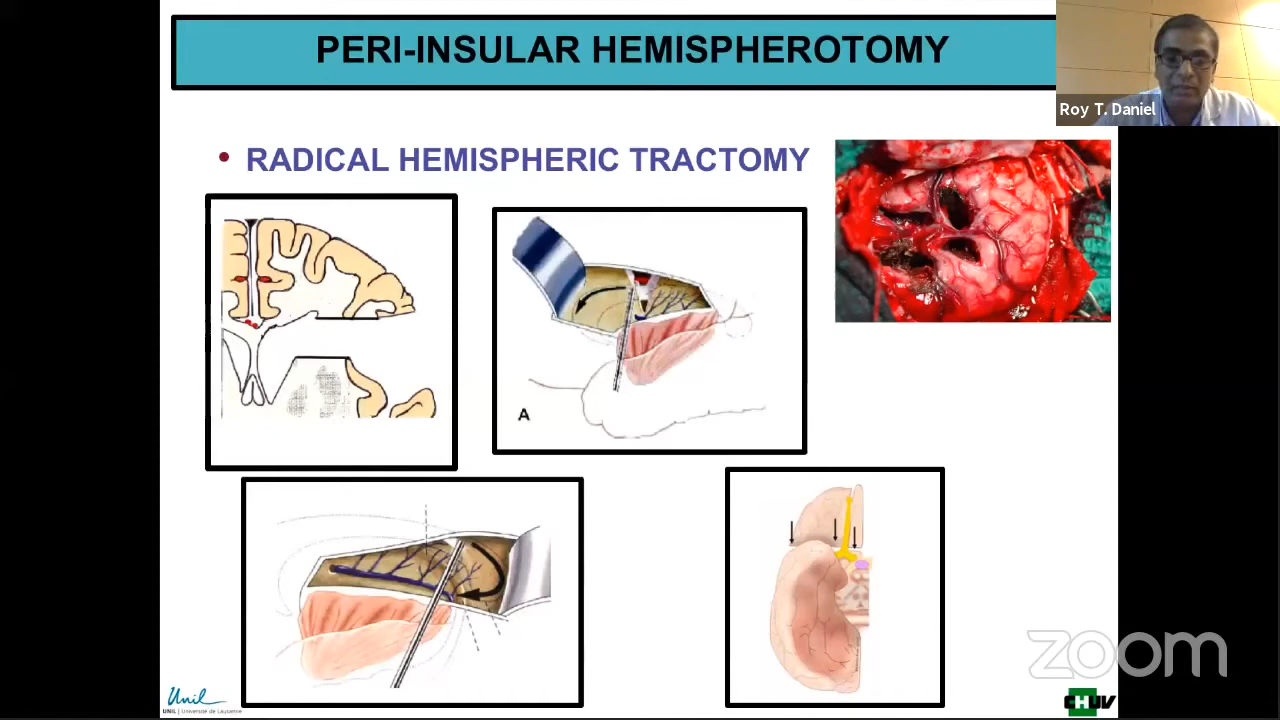 PERI-INSULAR HEMISPHEROTOMY
Roy T. Daniel
• RADICAL HEMISPHERIC TRACTOMY
A
zoom
Unil
UNIL | Université de Lausanne
CHUV